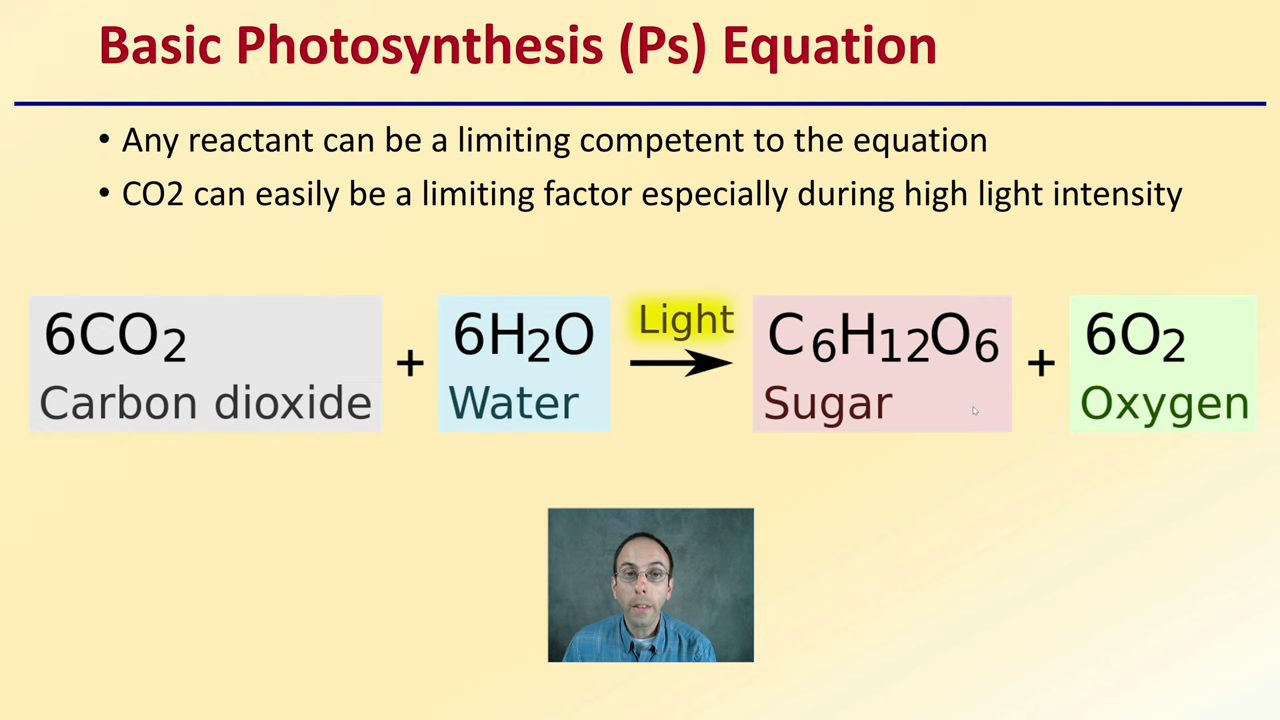 Basic Photosynthesis (Ps) Equation
• Any reactant can be a limiting competent to the equation
• CO2 can easily be a limiting factor especially during high light intensity
6CO₂ + 6H₂O Light → C₆H₁₂O₆ + 6O₂
Carbon dioxide Water Sugar Oxygen